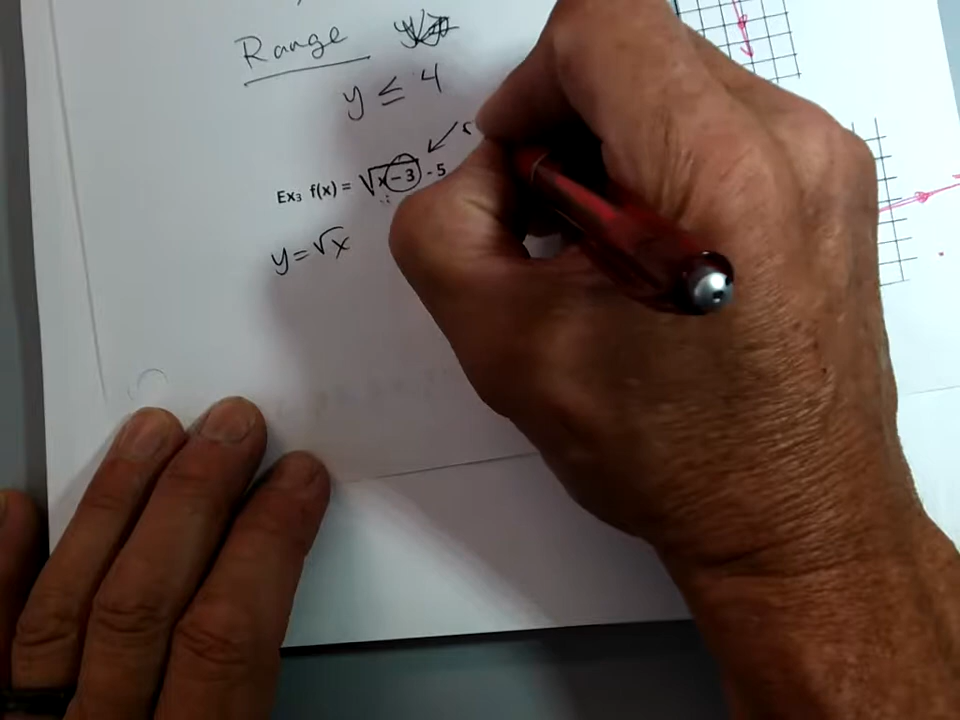 Range
y ≤ 4
Ex3 f(x) = √x - 3 - 5
y = √x